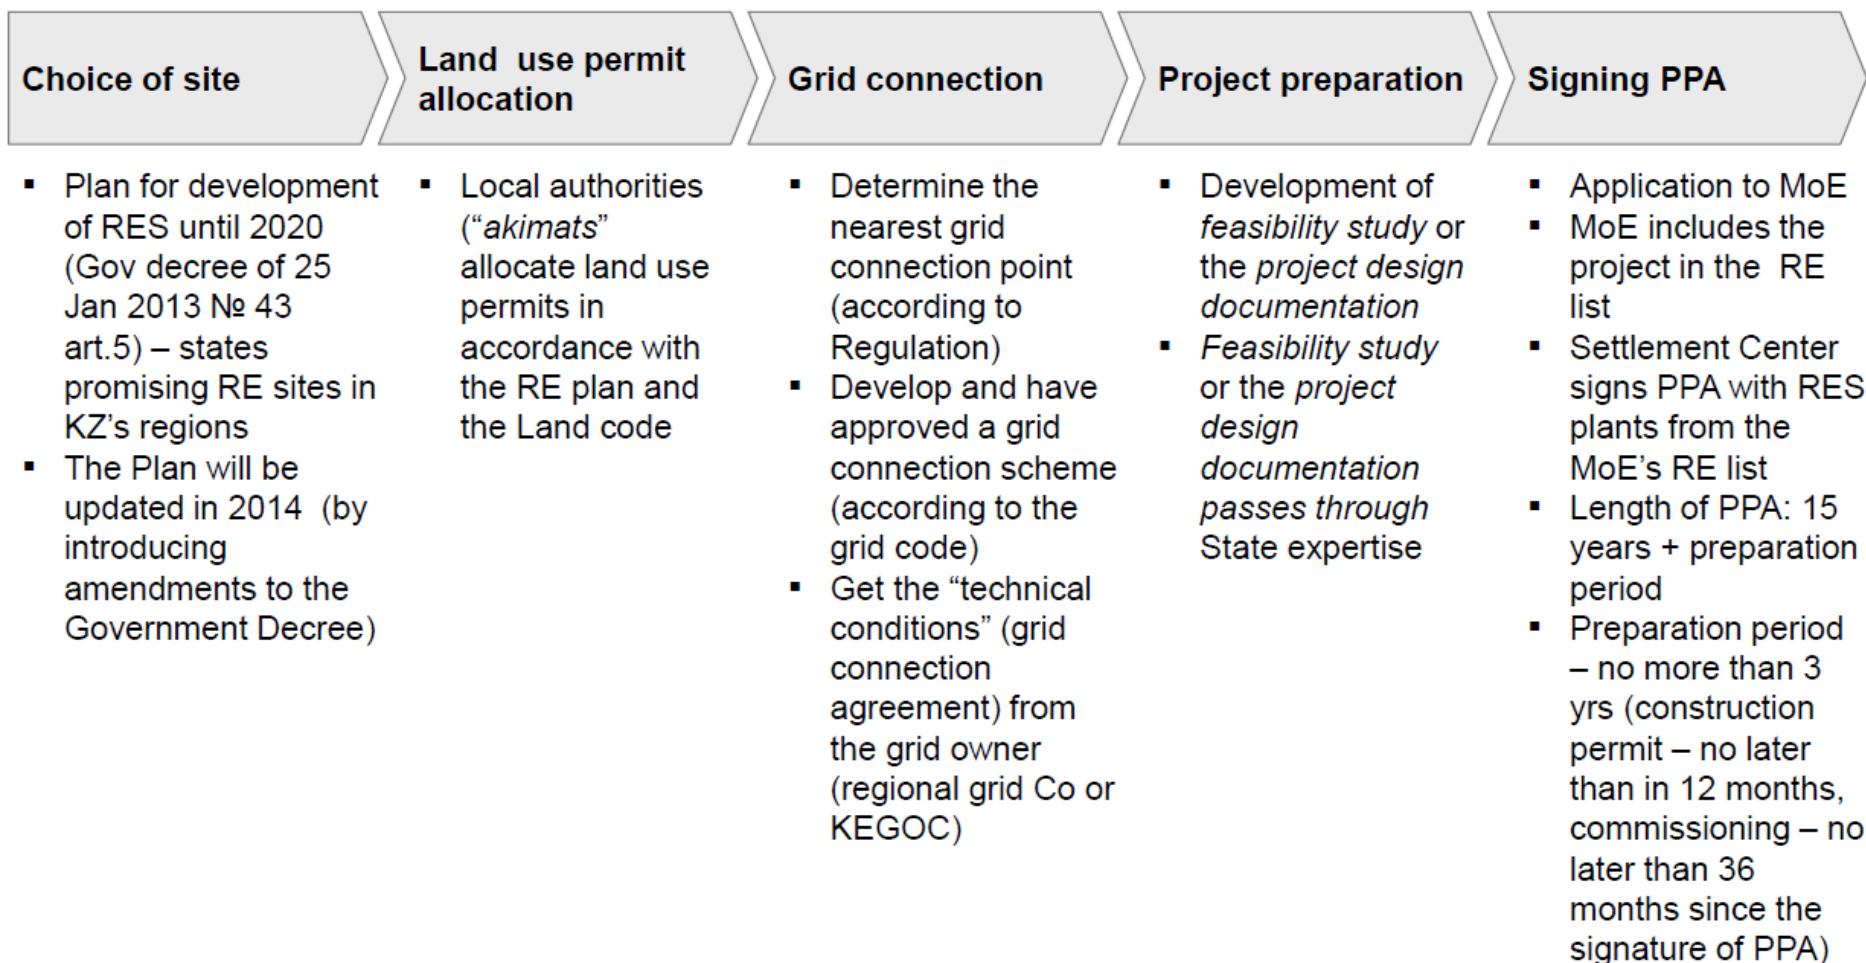 Choice of site
Land use permit
allocation
Grid connection
Project preparation
Signing PPA
▪ Plan for development
of RES until 2020
(Gov decree of 25
Jan 2013 № 43
art.5) – states
promising RE sites in
KZ's regions
▪ The Plan will be
updated in 2014 (by
introducing
amendments to the
Government Decree)
▪ Local authorities
("akimats"
allocate land use
permits in
accordance with
the RE plan and
the Land code
▪ Determine the
nearest grid
connection point
(according to
Regulation)
▪ Develop and have
approved a grid
connection scheme
(according to the
grid code)
▪ Get the "technical
conditions" (grid
connection
agreement) from
the grid owner
(regional grid Co or
KEGOC)
▪ Development of
feasibility study or
the project design
documentation
▪ Feasibility study
or the project
design
documentation
passes through
State expertise
▪ Application to MoE
▪ MoE includes the
project in the RE
list
▪ Settlement Center
signs PPA with RES
plants from the
MoE's RE list
▪ Length of PPA: 15
years + preparation
period
▪ Preparation period
– no more than 3
yrs (construction
permit – no later
than in 12 months,
commissioning – no
later than 36
months since the
signature of PPA)